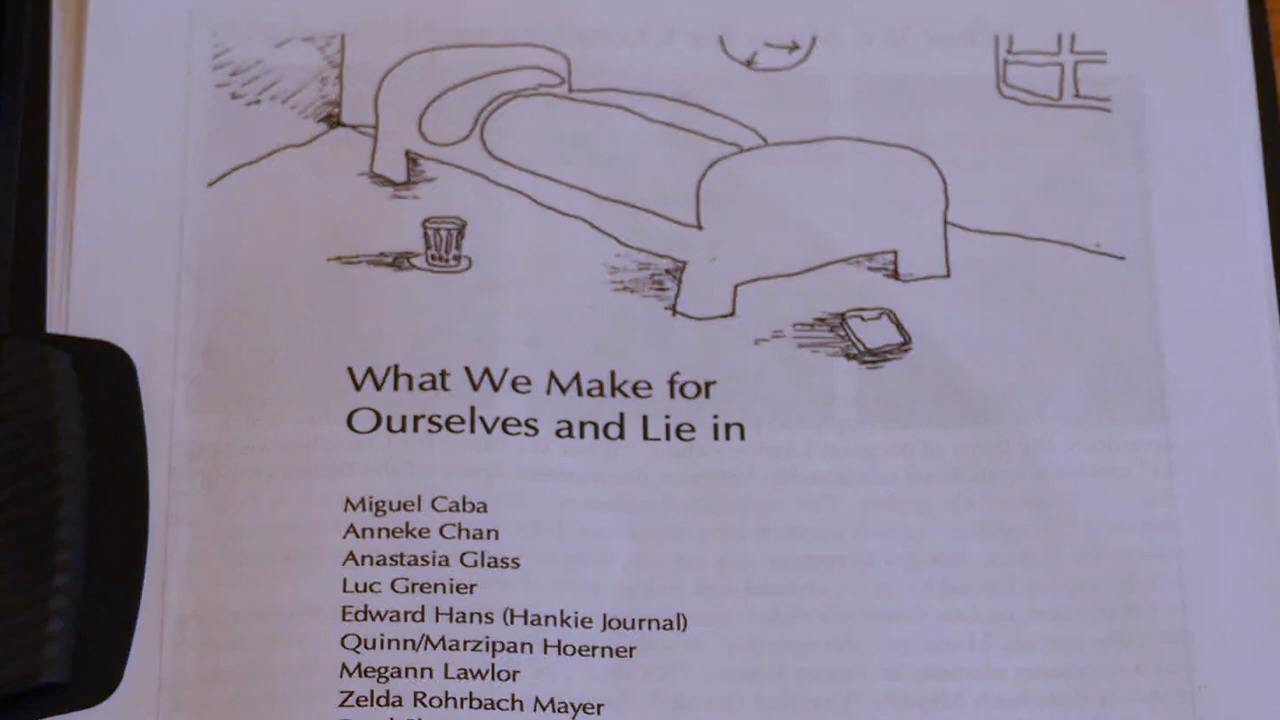 What We Make for
Ourselves and Lie in
Miguel Caba
Anneke Chan
Anastasia Glass
Luc Grenier
Edward Hans (Hankie Journal)
Quinn/Marzipan Hoerner
Megann Lawlor
Zelda Rohrbach Mayer